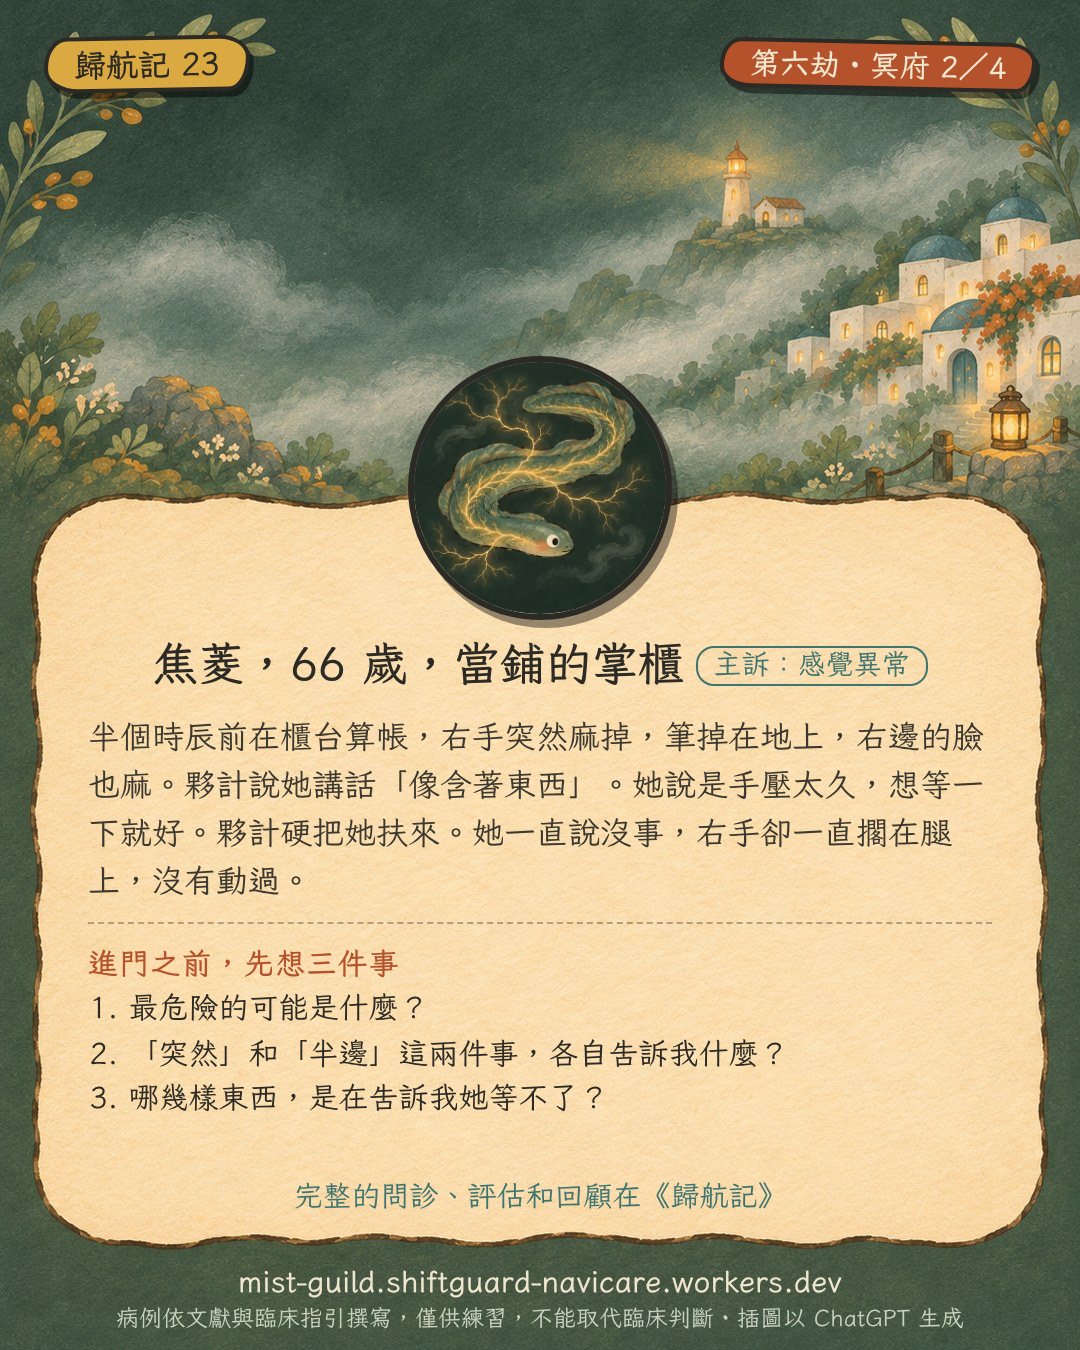 歸航記 23
第六劫・冥府 2／4
焦菱，66 歲，當鋪的掌櫃
主訴：感覺異常
半個時辰前在櫃台算帳，右手突然麻掉，筆掉在地上，右邊的臉
也麻。夥計說她講話「像含著東西」。她說是手壓太久，想等一
下就好。夥計硬把她扶來。她一直說沒事，右手卻一直擱在腿
上，沒有動過。
進門之前，先想三件事
1. 最危險的可能是什麼？
2. 「突然」和「半邊」這兩件事，各自告訴我什麼？
3. 哪幾樣東西，是在告訴我她等不了？
完整的問診、評估和回顧在《歸航記》
mist-guild.shiftguard-navicare.workers.dev
病例依文獻與臨床指引撰寫，僅供練習，不能取代臨床判斷・插圖以 ChatGPT 生成